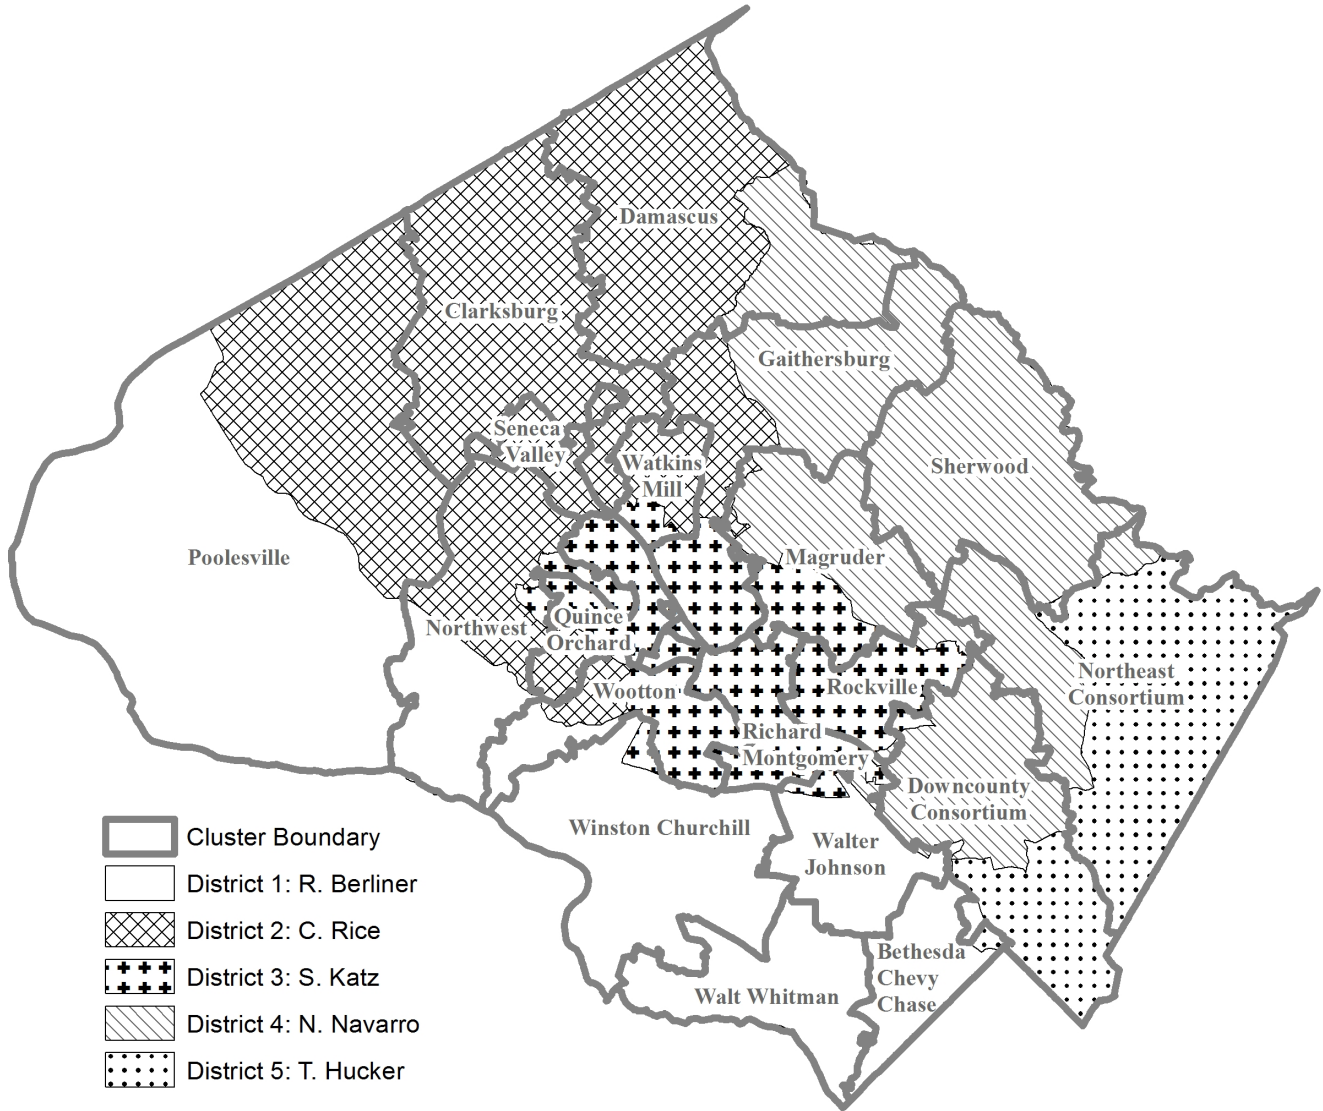 Damascus
Clarksburg
Gaithersburg
Seneca
Valley
Watkins
Mill
Sherwood
Poolesville
Magruder
Northwest
Quince
Orchard
Wootton
Rockville
Northeast
Consortium
Richard
Montgomery
Downcounty
Consortium
Winston Churchill
Walter
Johnson
Bethesda
Chevy
Chase
Walt Whitman
Cluster Boundary
District 1: R. Berliner
District 2: C. Rice
District 3: S. Katz
District 4: N. Navarro
District 5: T. Hucker